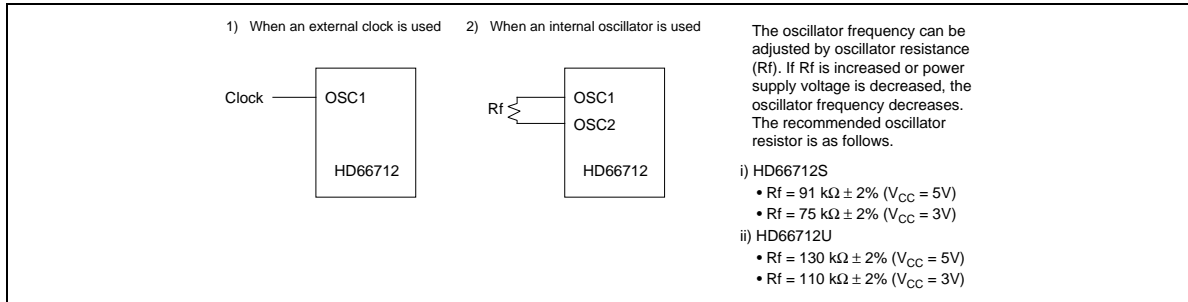 1) When an external clock is used
Clock
OSC1
HD66712
2) When an internal oscillator is used
Rf
OSC1
OSC2
HD66712
The oscillator frequency can be
adjusted by oscillator resistance
(Rf). If Rf is increased or power
supply voltage is decreased, the
oscillator frequency decreases.
The recommended oscillator
resistor is as follows.
i) HD66712S
• Rf = 91 kΩ ± 2% (VCC = 5V)
• Rf = 75 kΩ ± 2% (VCC = 3V)
ii) HD66712U
• Rf = 130 kΩ ± 2% (VCC = 5V)
• Rf = 110 kΩ ± 2% (VCC = 3V)